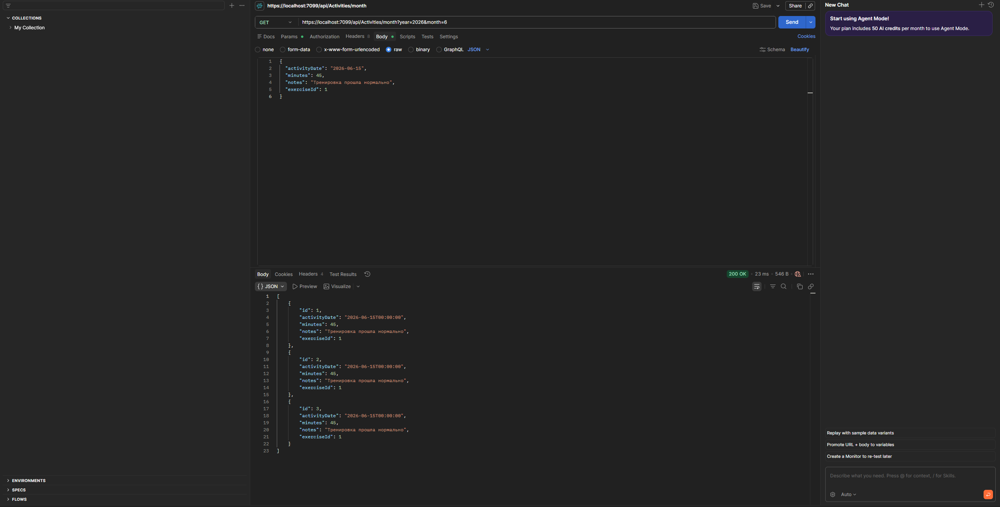 COLLECTIONS
My Collection
ENVIRONMENTS
SPECS
FLOWS
HTTP https://localhost:7099/api/Activities/month
Save Share
GET https://localhost:7099/api/Activities/month?year=2026&month=6 Send
Docs Params Authorization Headers 8 Body Scripts Tests Settings Cookies
none form-data x-www-form-urlencoded raw binary GraphQL JSON Schema Beautify
1 {
2 "activityDate": "2026-06-15",
3 "minutes": 45,
4 "notes": "Тренировка прошла нормально",
5 "exerciseId": 1
6 }
Body Cookies Headers 4 Test Results 200 OK • 23 ms • 546 B •
{} JSON Preview Visualize
1 [
2 {
3 "id": 1,
4 "activityDate": "2026-06-15T00:00:00",
5 "minutes": 45,
6 "notes": "Тренировка прошла нормально",
7 "exerciseId": 1
8 },
9 {
10 "id": 2,
11 "activityDate": "2026-06-15T00:00:00",
12 "minutes": 45,
13 "notes": "Тренировка прошла нормально",
14 "exerciseId": 1
15 },
16 {
17 "id": 3,
18 "activityDate": "2026-06-15T00:00:00",
19 "minutes": 45,
20 "notes": "Тренировка прошла нормально",
21 "exerciseId": 1
22 }
23 ]
New Chat
Start using Agent Mode!
Your plan includes 50 AI credits per month to use Agent Mode.
Replay with sample data variants
Promote URL + body to variables
Create a Monitor to re-test later
Describe what you need. Press @ for context, / for Skills.
Auto